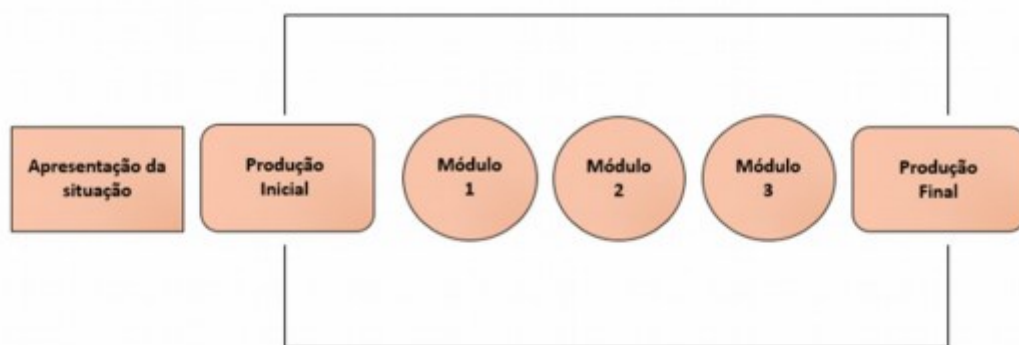 Apresentação da
situação
Produção
Inicial
Módulo
1
Módulo
2
Módulo
3
Produção
Final